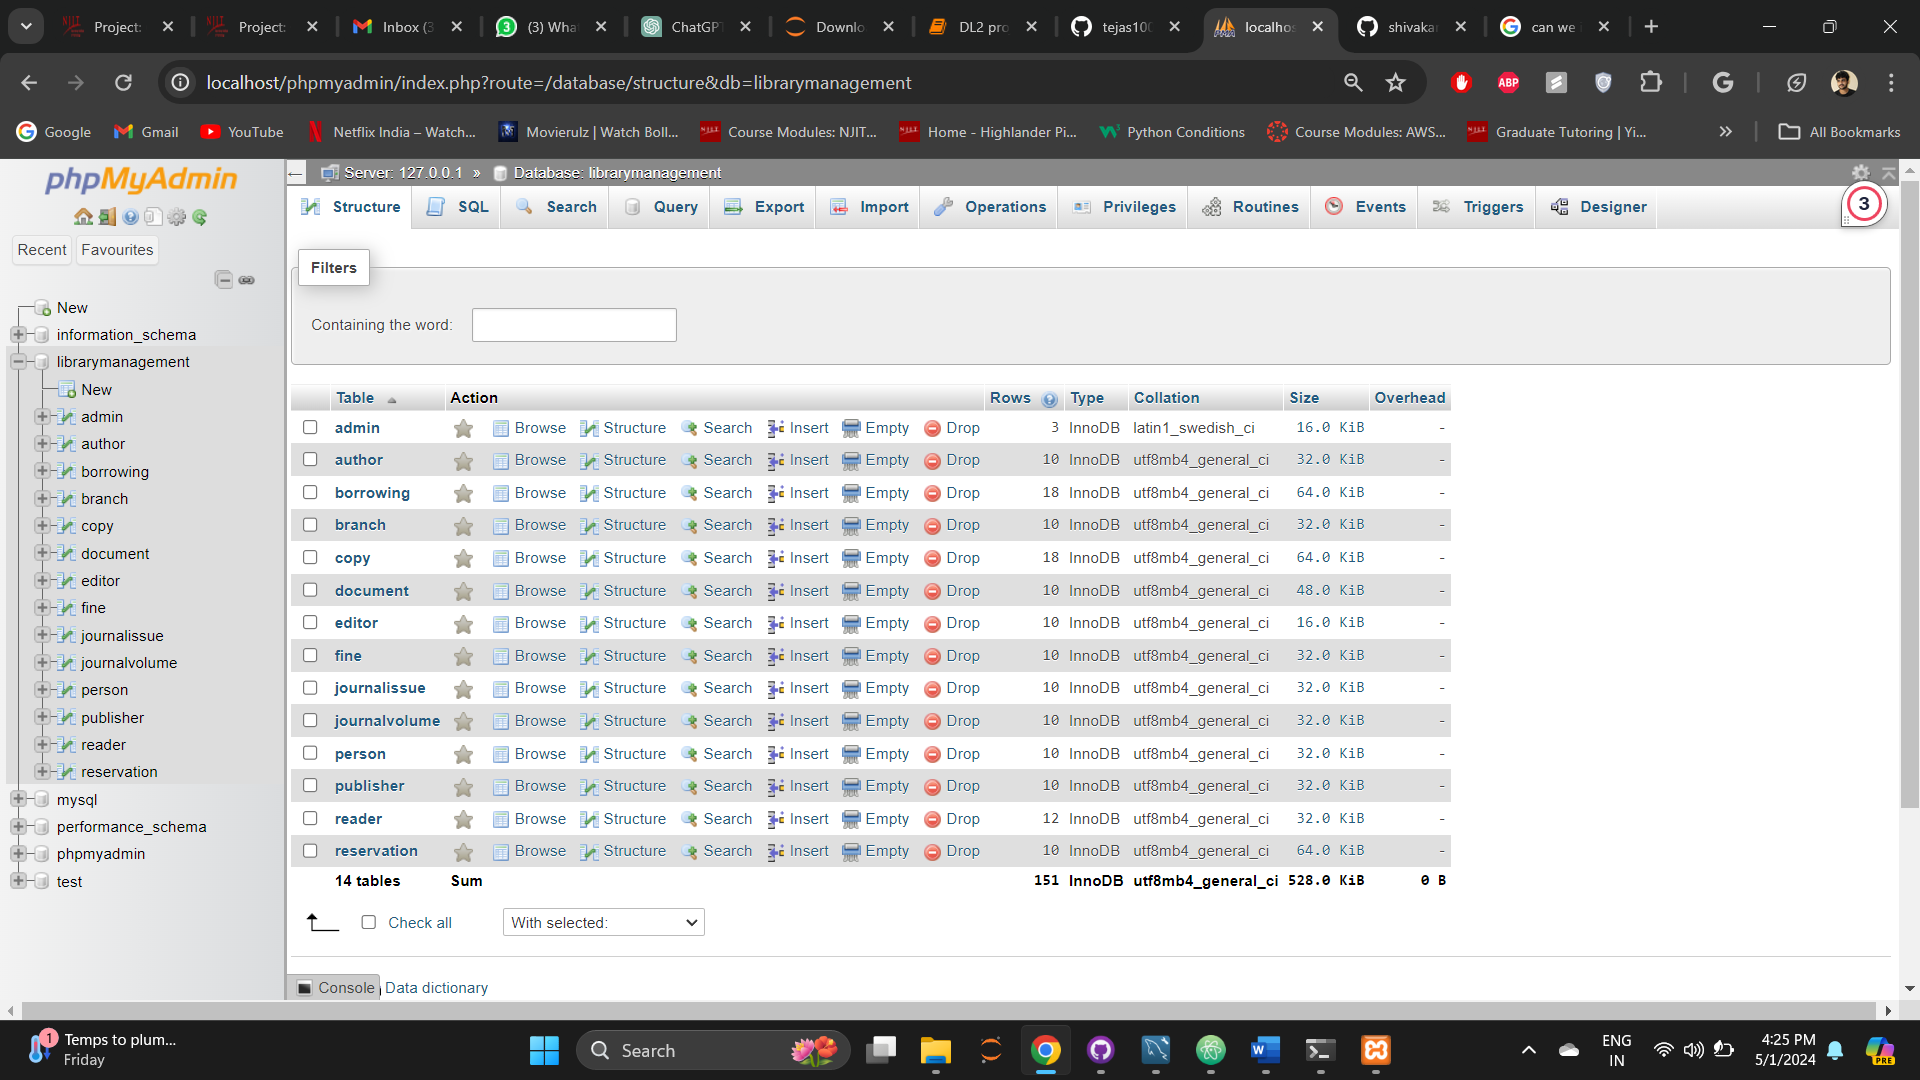 Project: Project: Inbox (3 (3) Wha ChatGPT Downlo DL2 pro tejas100 localhos shivakar can we
localhost/phpmyadmin/index.php?route=/database/structure&db=librarymanagement ABP
Google Gmail YouTube Netflix India – Watch... Movierulz | Watch Boll... Course Modules: NJIT... Home - Highlander Pi... Python Conditions Course Modules: AWS... Graduate Tutoring | Yi... » All Bookmarks
phpMyAdmin
Recent Favourites
New
information_schema
librarymanagement
New
admin
author
borrowing
branch
copy
document
editor
fine
journalissue
journalvolume
person
publisher
reader
reservation
mysql
performance_schema
phpmyadmin
test
Server: 127.0.0.1 » Database: librarymanagement
Structure SQL Search Query Export Import Operations Privileges Routines Events Triggers Designer 3
Filters
Containing the word:
Table Action Rows Type Collation Size Overhead
admin Browse Structure Search Insert Empty Drop 3 InnoDB latin1_swedish_ci 16.0 KiB -
author Browse Structure Search Insert Empty Drop 10 InnoDB utf8mb4_general_ci 32.0 KiB -
borrowing Browse Structure Search Insert Empty Drop 18 InnoDB utf8mb4_general_ci 64.0 KiB -
branch Browse Structure Search Insert Empty Drop 10 InnoDB utf8mb4_general_ci 32.0 KiB -
copy Browse Structure Search Insert Empty Drop 18 InnoDB utf8mb4_general_ci 64.0 KiB -
document Browse Structure Search Insert Empty Drop 10 InnoDB utf8mb4_general_ci 48.0 KiB -
editor Browse Structure Search Insert Empty Drop 10 InnoDB utf8mb4_general_ci 16.0 KiB -
fine Browse Structure Search Insert Empty Drop 10 InnoDB utf8mb4_general_ci 32.0 KiB -
journalissue Browse Structure Search Insert Empty Drop 10 InnoDB utf8mb4_general_ci 32.0 KiB -
journalvolume Browse Structure Search Insert Empty Drop 10 InnoDB utf8mb4_general_ci 32.0 KiB -
person Browse Structure Search Insert Empty Drop 10 InnoDB utf8mb4_general_ci 32.0 KiB -
publisher Browse Structure Search Insert Empty Drop 10 InnoDB utf8mb4_general_ci 32.0 KiB -
reader Browse Structure Search Insert Empty Drop 12 InnoDB utf8mb4_general_ci 32.0 KiB -
reservation Browse Structure Search Insert Empty Drop 10 InnoDB utf8mb4_general_ci 64.0 KiB -
14 tables Sum 151 InnoDB utf8mb4_general_ci 528.0 KiB 0 B
Check all With selected:
Console Data dictionary
1 Temps to plum...
Friday
Search
ENG
IN
4:25 PM
5/1/2024
PRE